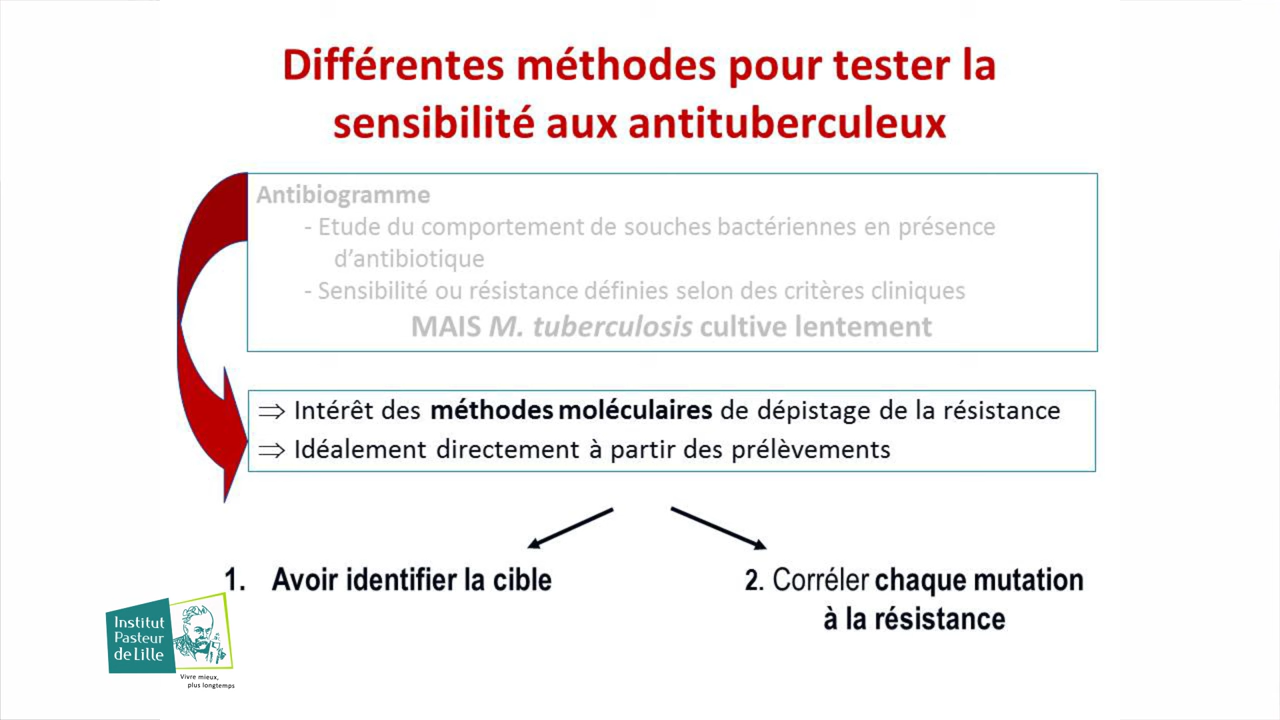 Différentes méthodes pour tester la
sensibilité aux antituberculeux
Antibiogramme
- Etude du comportement de souches bactériennes en présence
d’antibiotique
- Sensibilité ou résistance définies selon des critères cliniques
MAIS M. tuberculosis cultive lentement
⇒ Intérêt des méthodes moléculaires de dépistage de la résistance
⇒ Idéalement directement à partir des prélèvements
1. Avoir identifier la cible
2. Corréler chaque mutation
à la résistance
Institut
Pasteur
de Lille
Vivre mieux,
plus longtemps